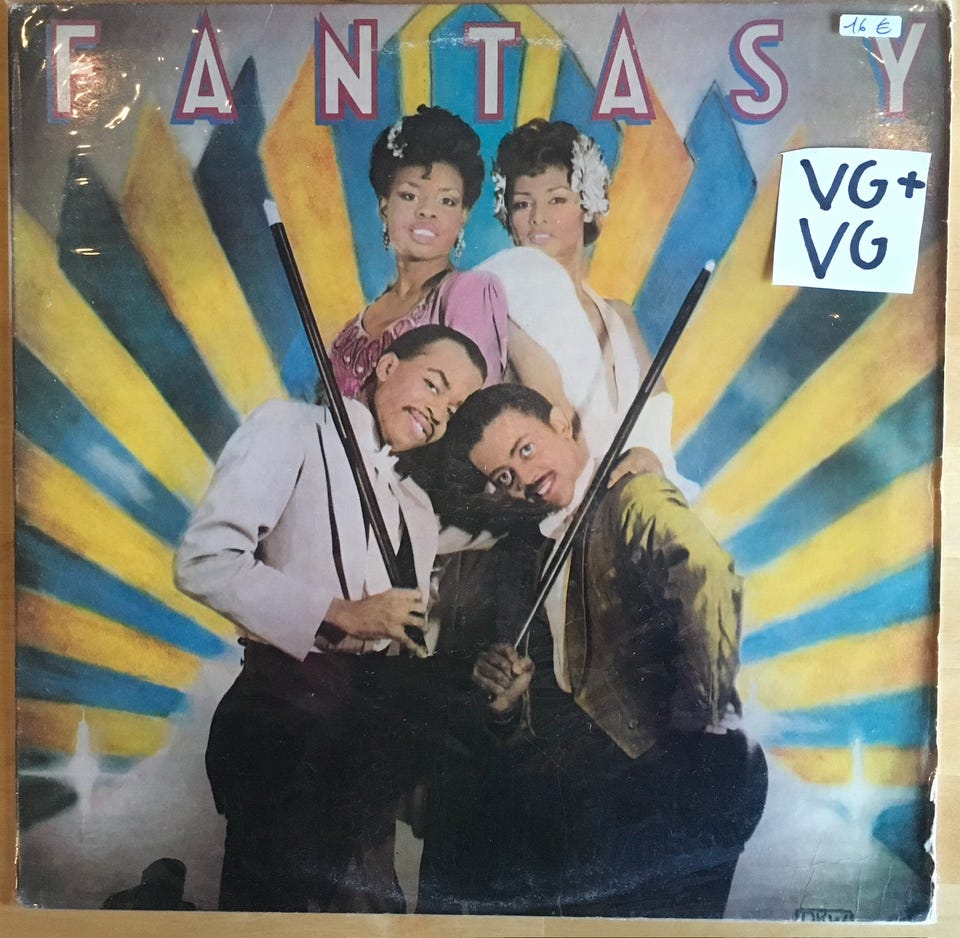 FANTASY
16 €
VG+
VG